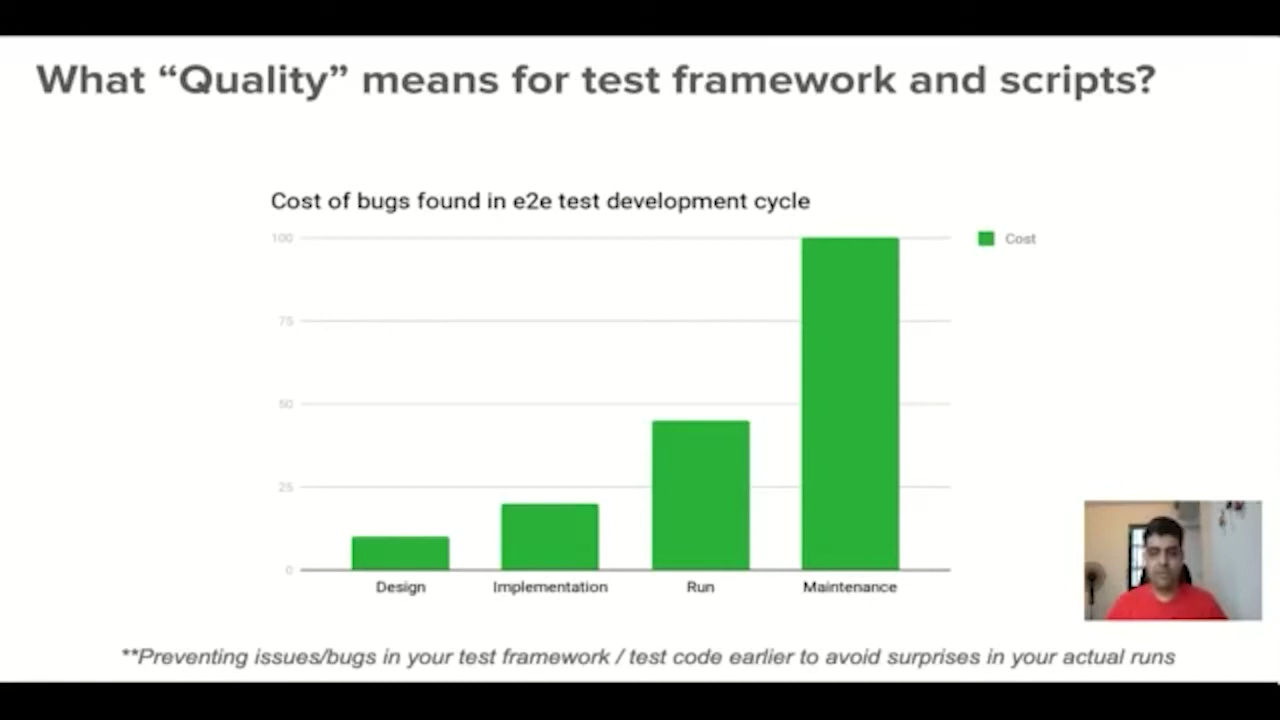 What “Quality” means for test framework and scripts?
Cost of bugs found in e2e test development cycle
100
Cost
75
50
25
0
Design Implementation Run Maintenance
**Preventing issues/bugs in your test framework / test code earlier to avoid surprises in your actual runs